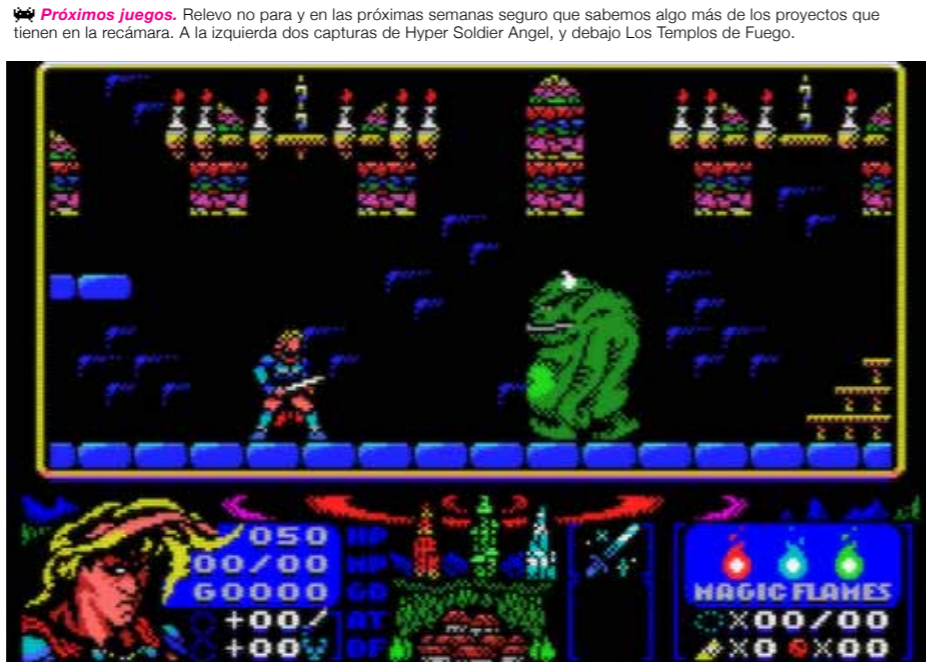 Próximos juegos. Relevo no para y en las próximas semanas seguro que sabemos algo más de los proyectos que
tienen en la recámara. A la izquierda dos capturas de Hyper Soldier Angel, y debajo Los Templos de Fuego.
050 HP
00/00 MP
G0000 GD
+00 AT
+00 DF
MAGIC FLAMES
X00/00
X0 X00